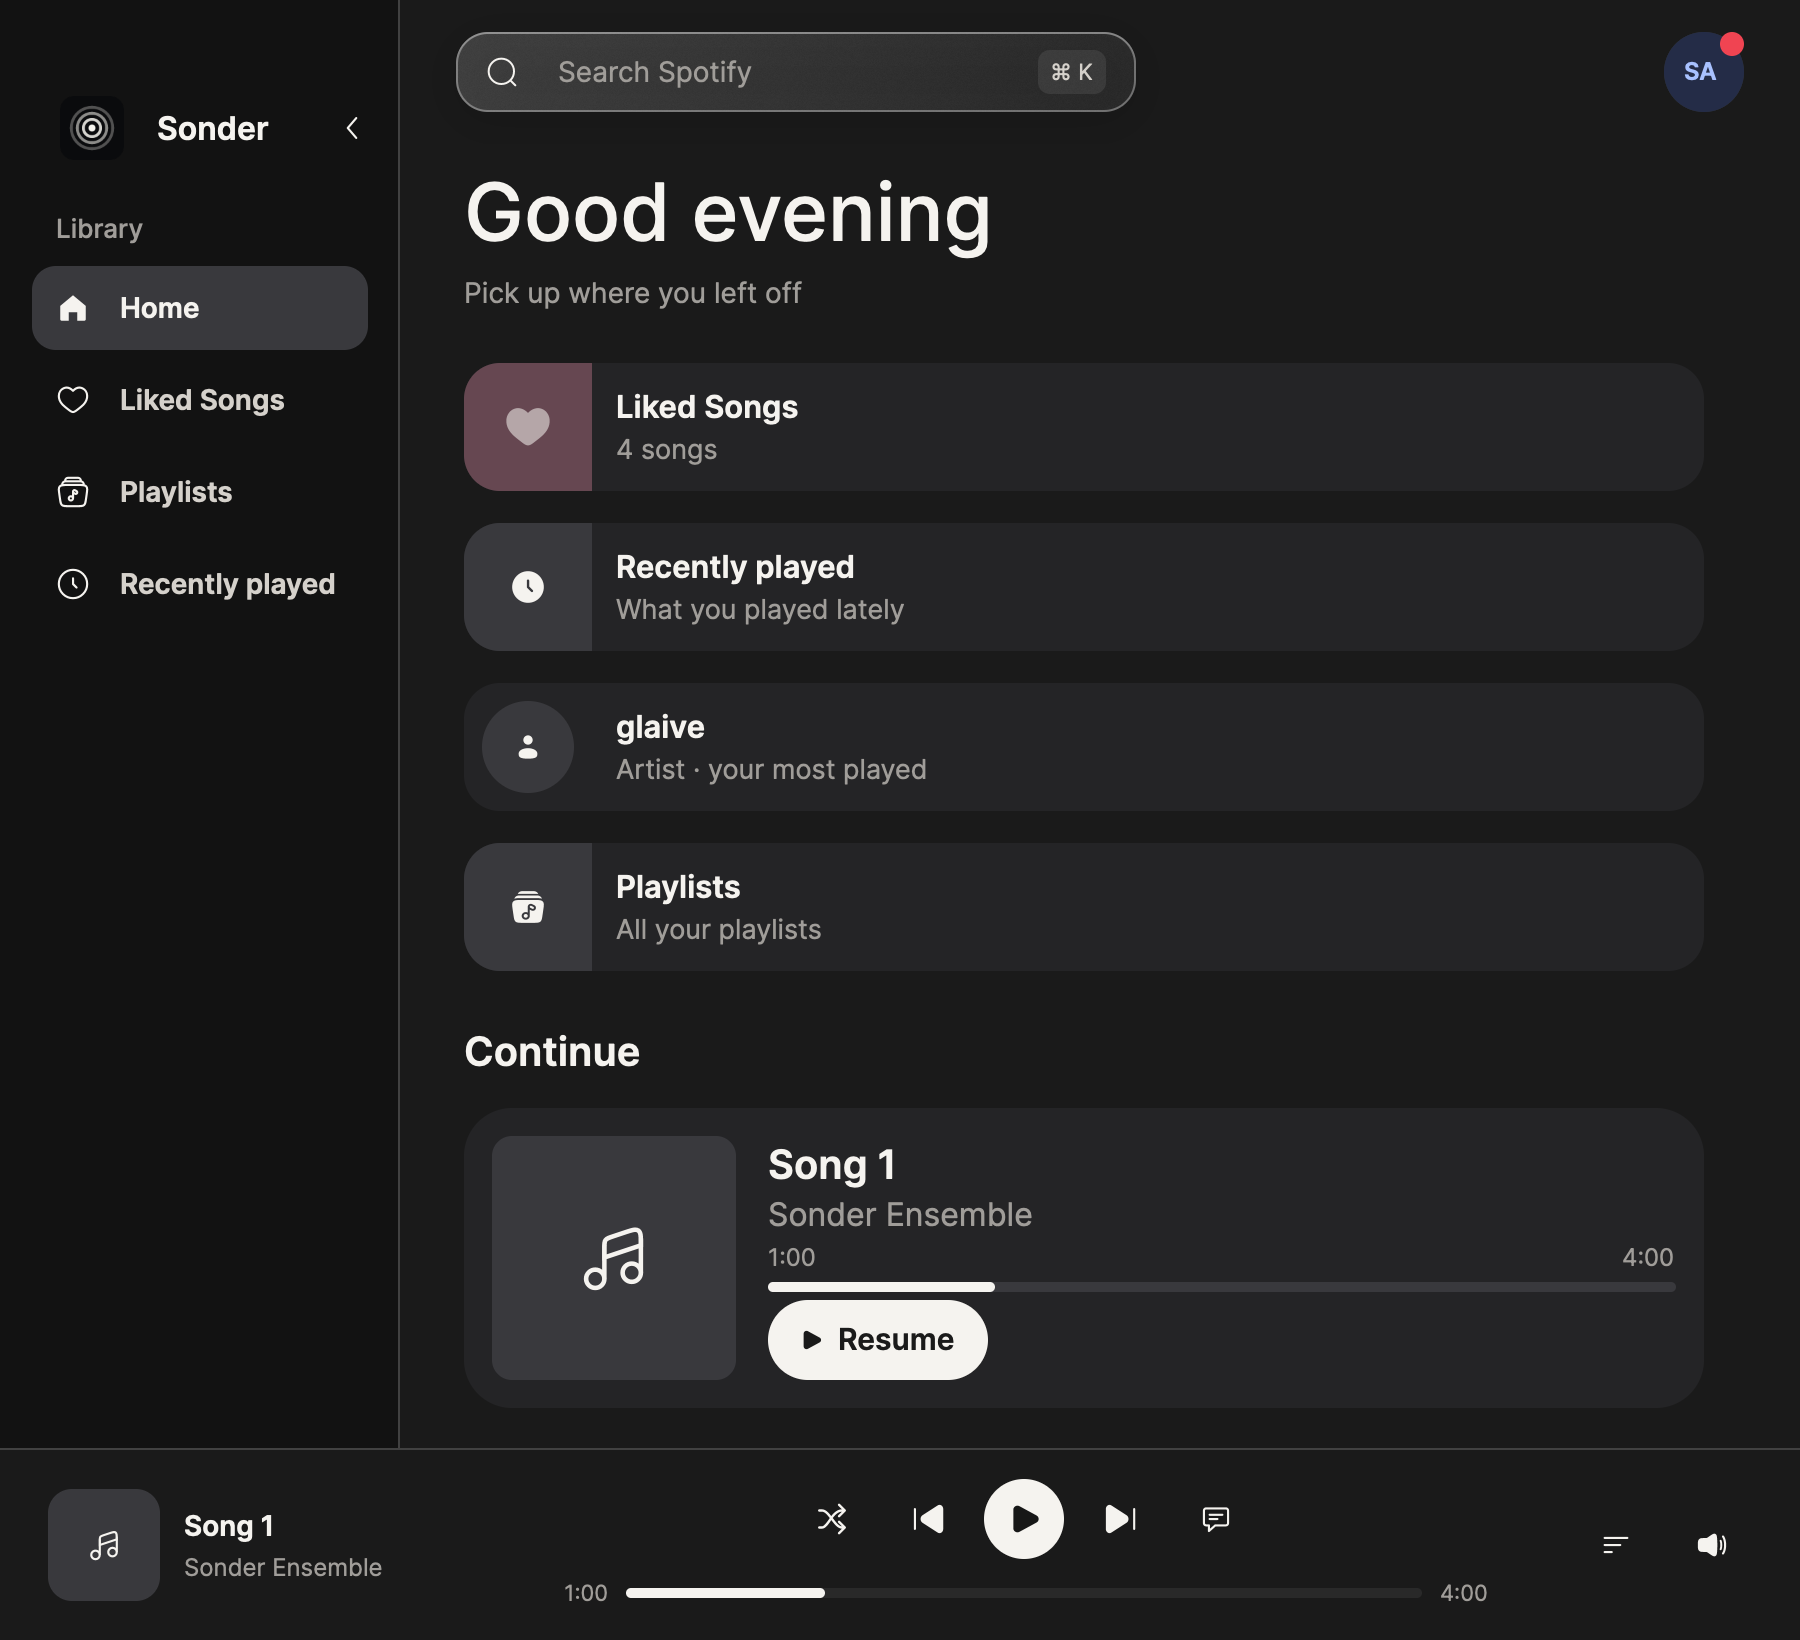 Search Spotify
⌘ K
SA
Sonder
Library
Home
Liked Songs
Playlists
Recently played
Good evening
Pick up where you left off
Liked Songs
4 songs
Recently played
What you played lately
glaive
Artist · your most played
Playlists
All your playlists
Continue
Song 1
Sonder Ensemble
1:00
4:00
Resume
Song 1
Sonder Ensemble
1:00
4:00